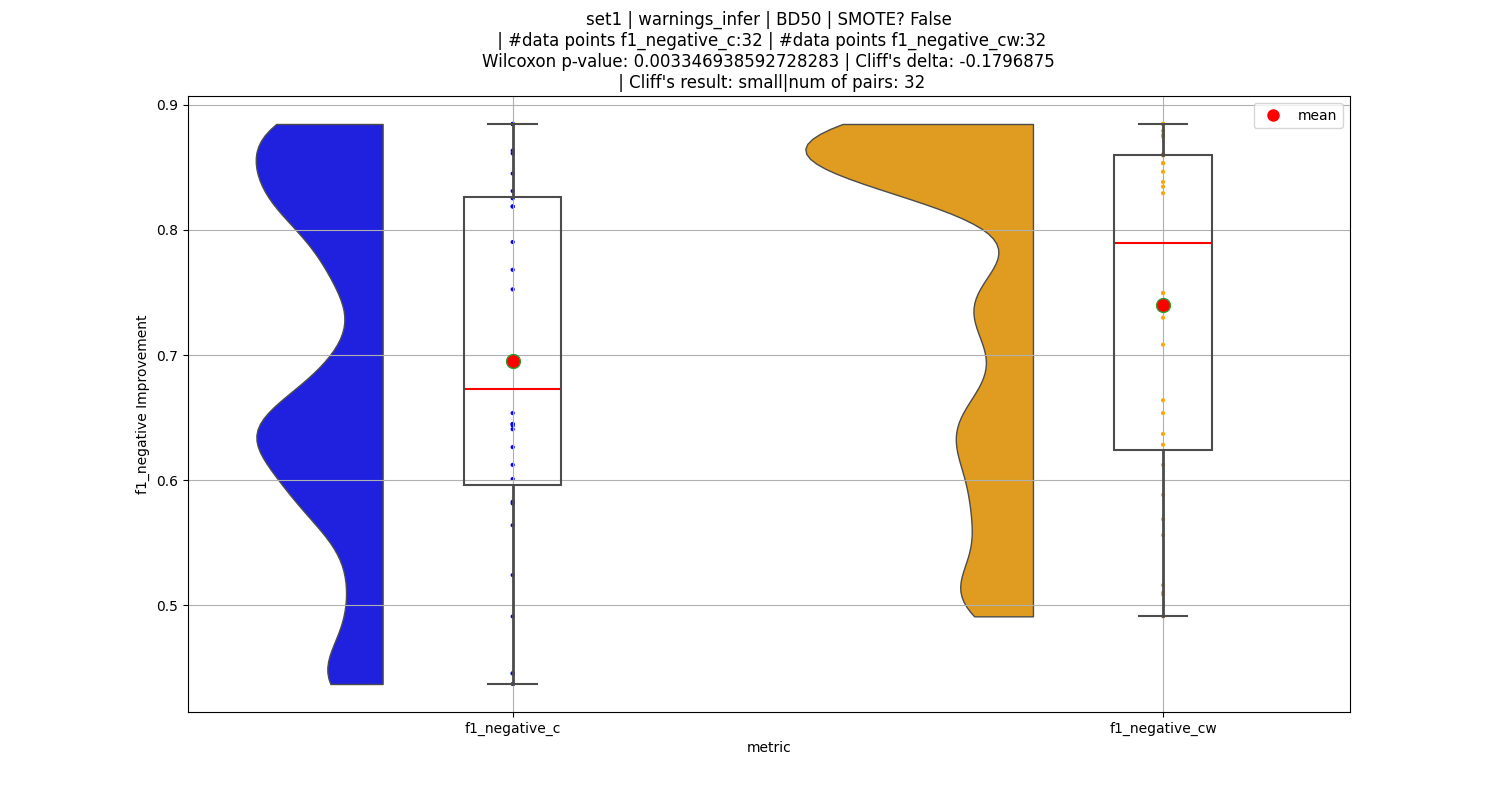 set1 | warnings_infer | BD50 | SMOTE? False
| #data points f1_negative_c:32 | #data points f1_negative_cw:32
Wilcoxon p-value: 0.003346938592728283 | Cliff's delta: -0.1796875
| Cliff's result: small|num of pairs: 32
mean
0.9
0.8
0.7
0.6
0.5
f1_negative Improvement
f1_negative_c
f1_negative_cw
metric